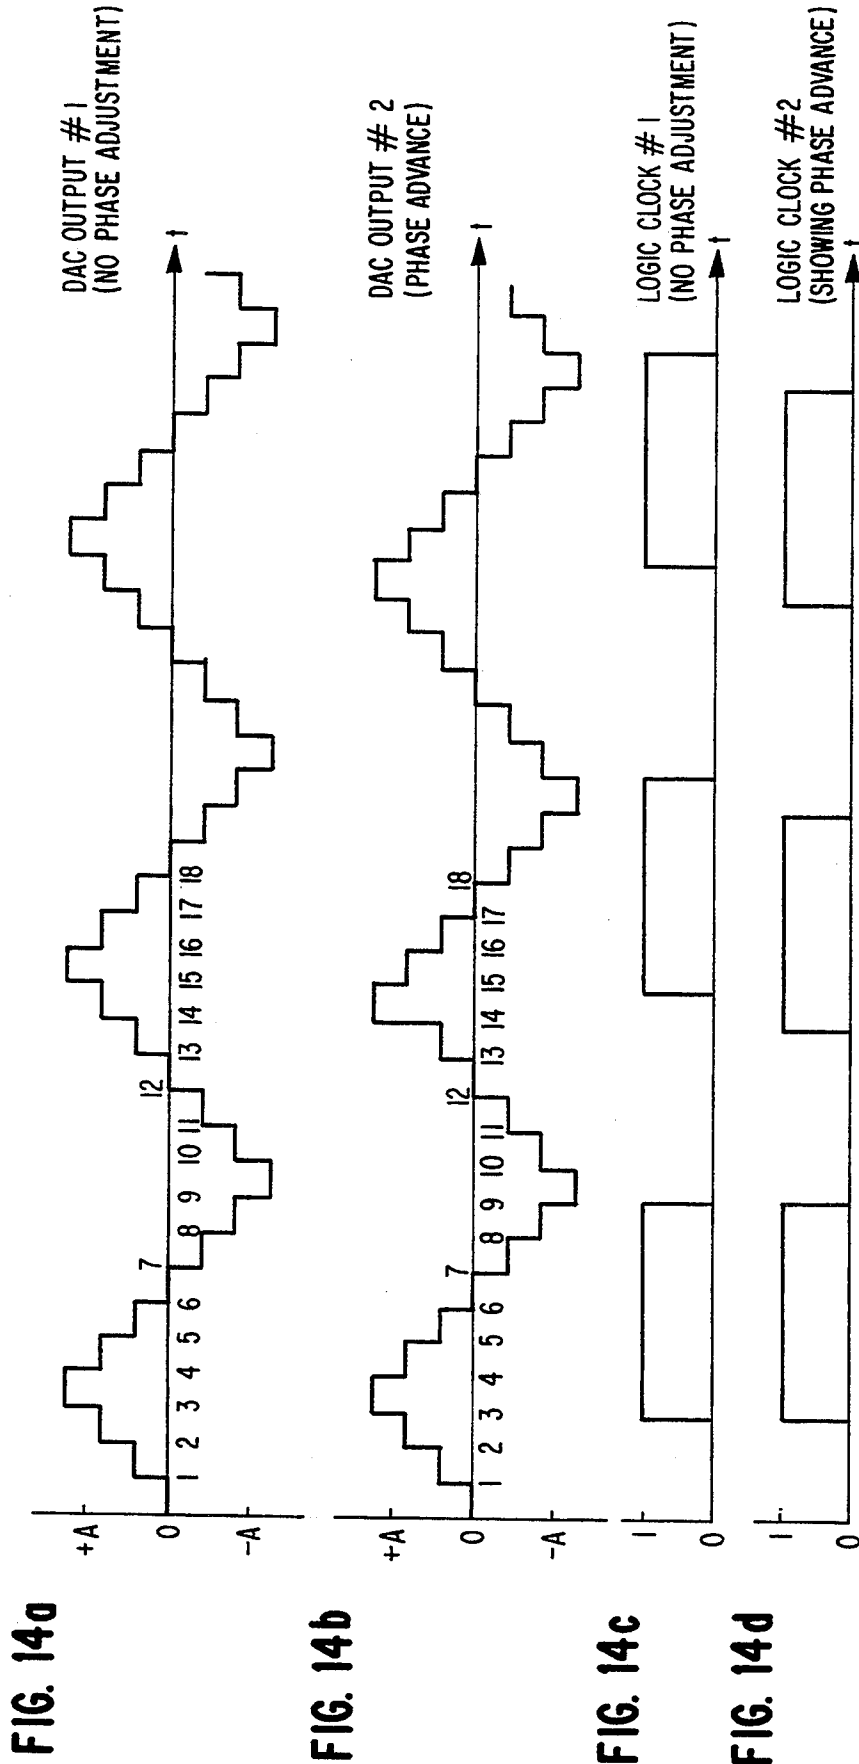 FIG. 14a
+A
0
-A
1 2 3 4 5 6 7 8 9 10 11 12 13 14 15 16 17 18
DAC OUTPUT #1
(NO PHASE ADJUSTMENT)
t
FIG. 14b
+A
0
-A
1 2 3 4 5 6 7 8 9 10 11 12 13 14 15 16 17 18
DAC OUTPUT #2
(PHASE ADVANCE)
t
FIG. 14c
1
0
LOGIC CLOCK #1
(NO PHASE ADJUSTMENT)
t
FIG. 14d
1
0
LOGIC CLOCK #2
(SHOWING PHASE ADVANCE)
t